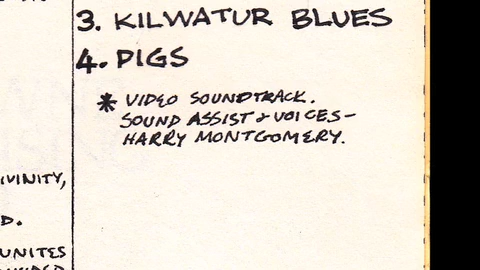 3. KILWATUR BLUES
4. PIGS
* VIDEO SOUNDTRACK.
SOUND ASSIST & VOICES-
HARRY MONTGOMERY.
IVINITY,
D.
UNITES